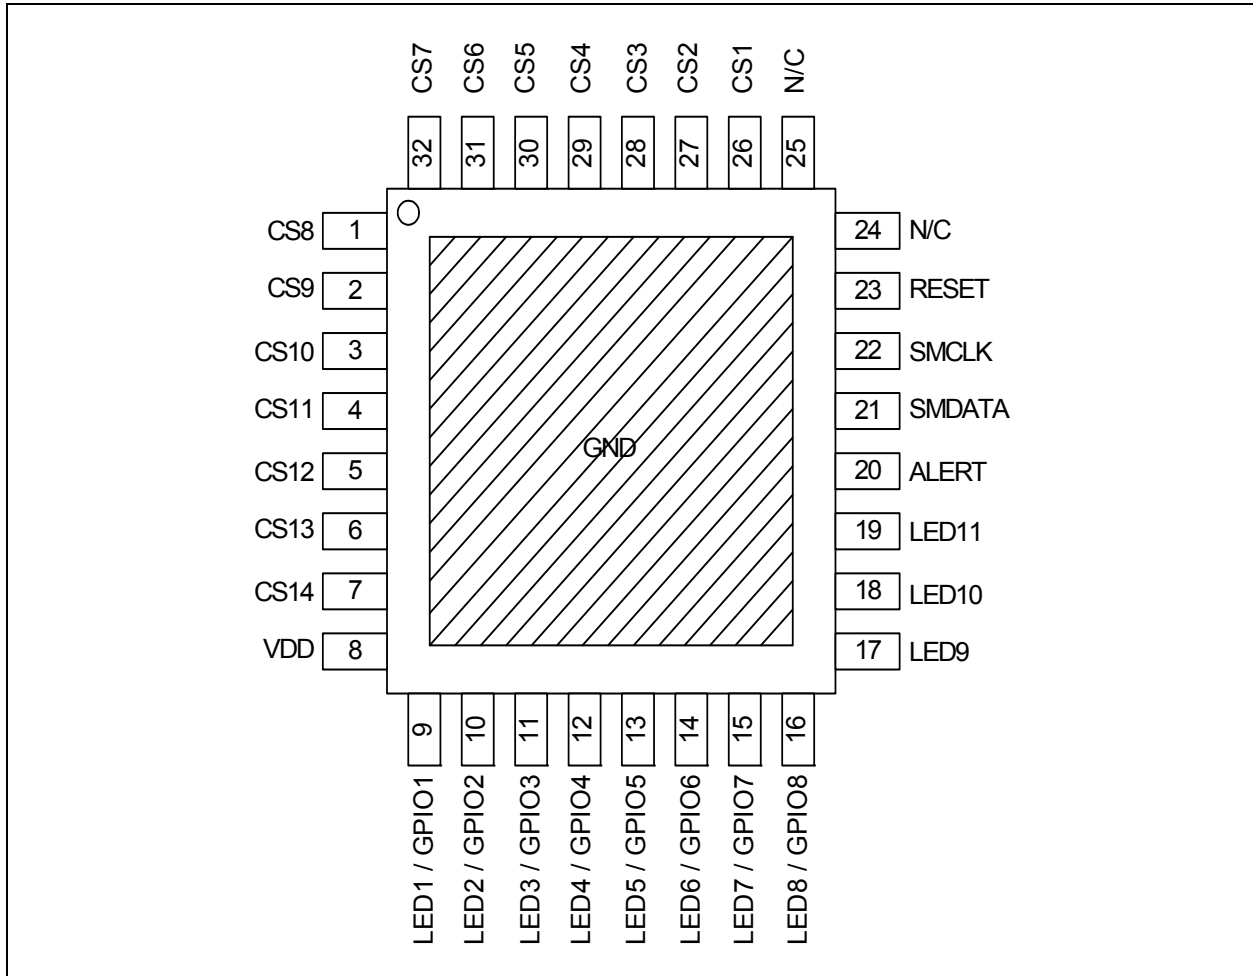 CS7
CS6
CS5
CS4
CS3
CS2
CS1
N/C
32
31
30
29
28
27
26
25
CS8 1
CS9 2
CS10 3
CS11 4
CS12 5
CS13 6
CS14 7
VDD 8
GND
24 N/C
23 RESET
22 SMCLK
21 SMDATA
20 ALERT
19 LED11
18 LED10
17 LED9
9
10
11
12
13
14
15
16
LED1 / GPIO1
LED2 / GPIO2
LED3 / GPIO3
LED4 / GPIO4
LED5 / GPIO5
LED6 / GPIO6
LED7 / GPIO7
LED8 / GPIO8